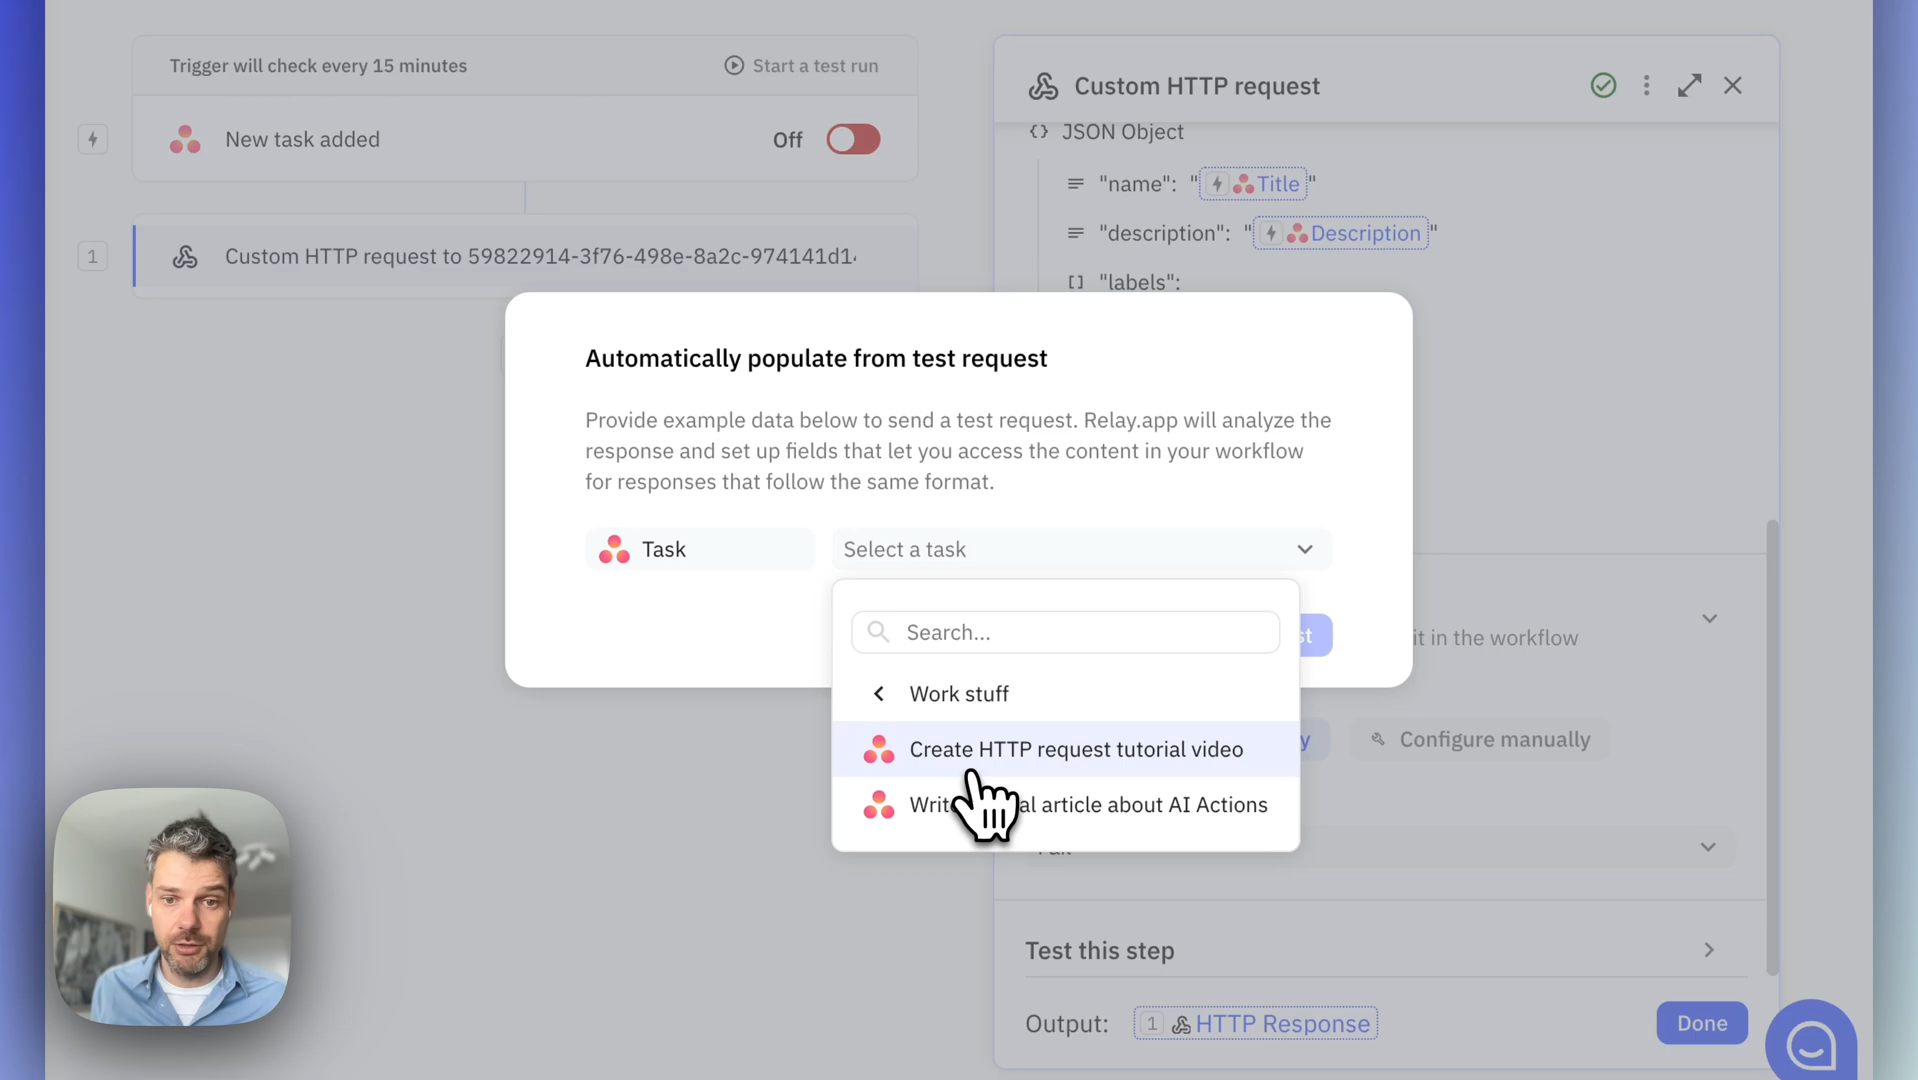 Trigger will check every 15 minutes
Start a test run
New task added
Off
1
Custom HTTP request to 59822914-3f76-498e-8a2c-974141d1
Custom HTTP request
{} JSON Object
"name": "Title"
"description": "Description"
[] "labels":
Automatically populate from test request
Provide example data below to send a test request. Relay.app will analyze the
response and set up fields that let you access the content in your workflow
for responses that follow the same format.
Task
Select a task
Search...
Work stuff
Create HTTP request tutorial video
al article about AI Actions
st
it in the workflow
y
Configure manually
Test this step
Output: 1 HTTP Response
Done